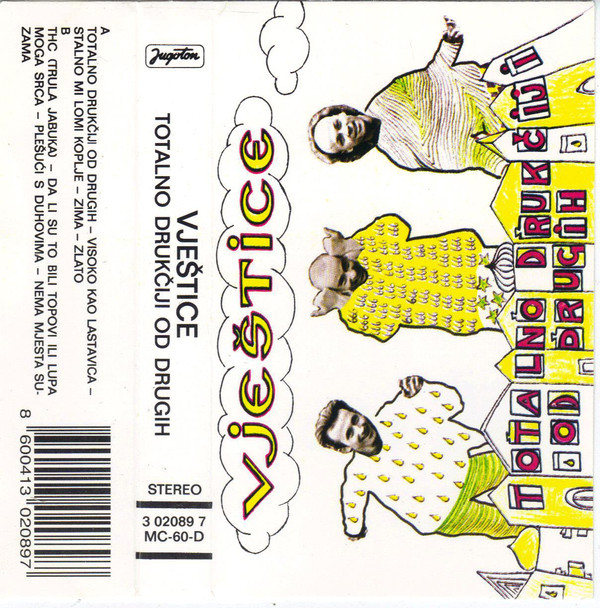 A
TOTALNO DRUKČIJI OD DRUGIH – VISOKO KAO LASTAVICA –
STALNO MI LOMI KOPLJE – ZIMA – ZLATO
B
THC (TRULA JABUKA) – DA LI SU TO BILI TOPOVI ILI LUPA
MOGA SRCA – PLEŠUĆI S DUHOVIMA – NEMA MJESTA SU-
ZAMA
8 600413 020897
Jugoton
VJEŠTICE
TOTALNO DRUKČIJI OD DRUGIH
STEREO
3 02089 7
MC-60-D
VJEŠTiCE
TOTALNO DRUKČIJI
OD DRUGIH